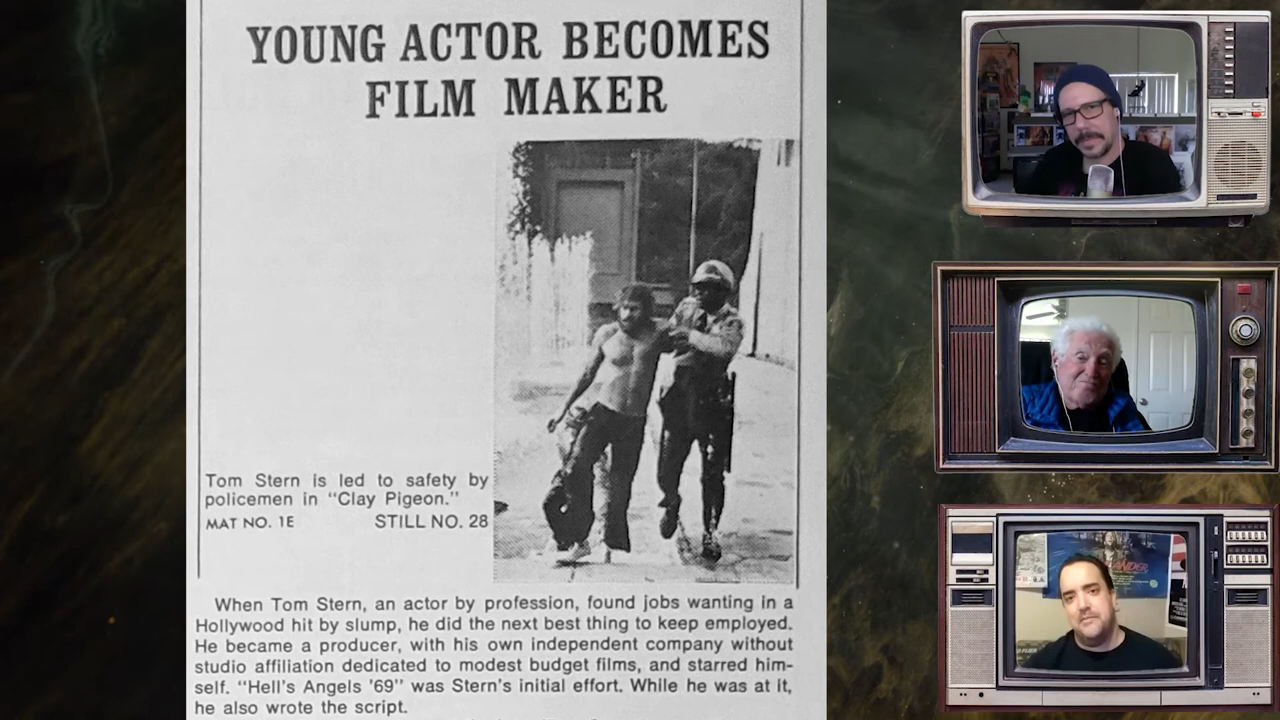 YOUNG ACTOR BECOMES
FILM MAKER
Tom Stern is led to safety by
policemen in "Clay Pigeon."
MAT NO. 1E STILL NO. 28
When Tom Stern, an actor by profession, found jobs wanting in a
Hollywood hit by slump, he did the next best thing to keep employed.
He became a producer, with his own independent company without
studio affiliation dedicated to modest budget films, and starred him-
self. "Hell's Angels '69" was Stern's initial effort. While he was at it,
he also wrote the script.